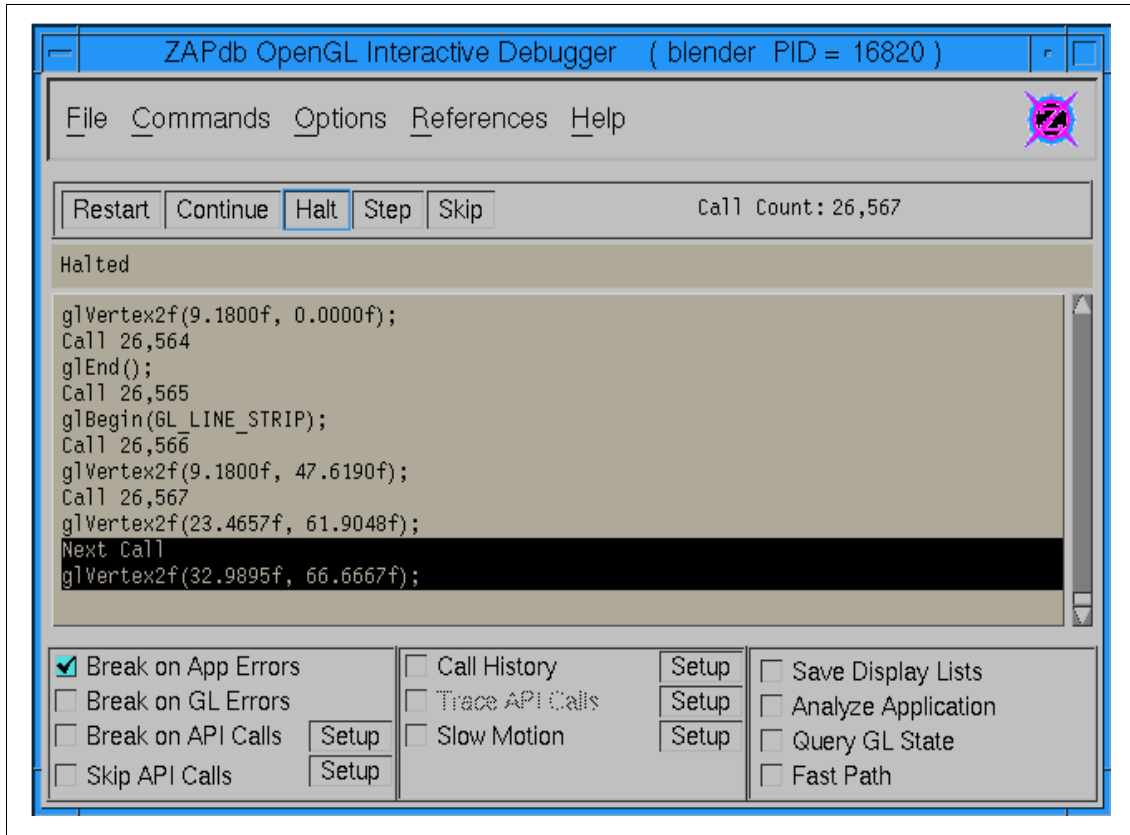 ZAPdb OpenGL Interactive Debugger ( blender PID = 16820 )
File Commands Options References Help
Z
Restart Continue Halt Step Skip Call Count: 26,567
Halted
glVertex2f(9.1800f, 0.0000f);
Call 26,564
glEnd();
Call 26,565
glBegin(GL_LINE_STRIP);
Call 26,566
glVertex2f(9.1800f, 47.6190f);
Call 26,567
glVertex2f(23.4657f, 61.9048f);
Next Call
glVertex2f(32.9895f, 66.6667f);
Break on App Errors
Break on GL Errors
Break on API Calls Setup
Skip API Calls Setup
Call History Setup
Trace API Calls Setup
Slow Motion Setup
Save Display Lists
Analyze Application
Query GL State
Fast Path